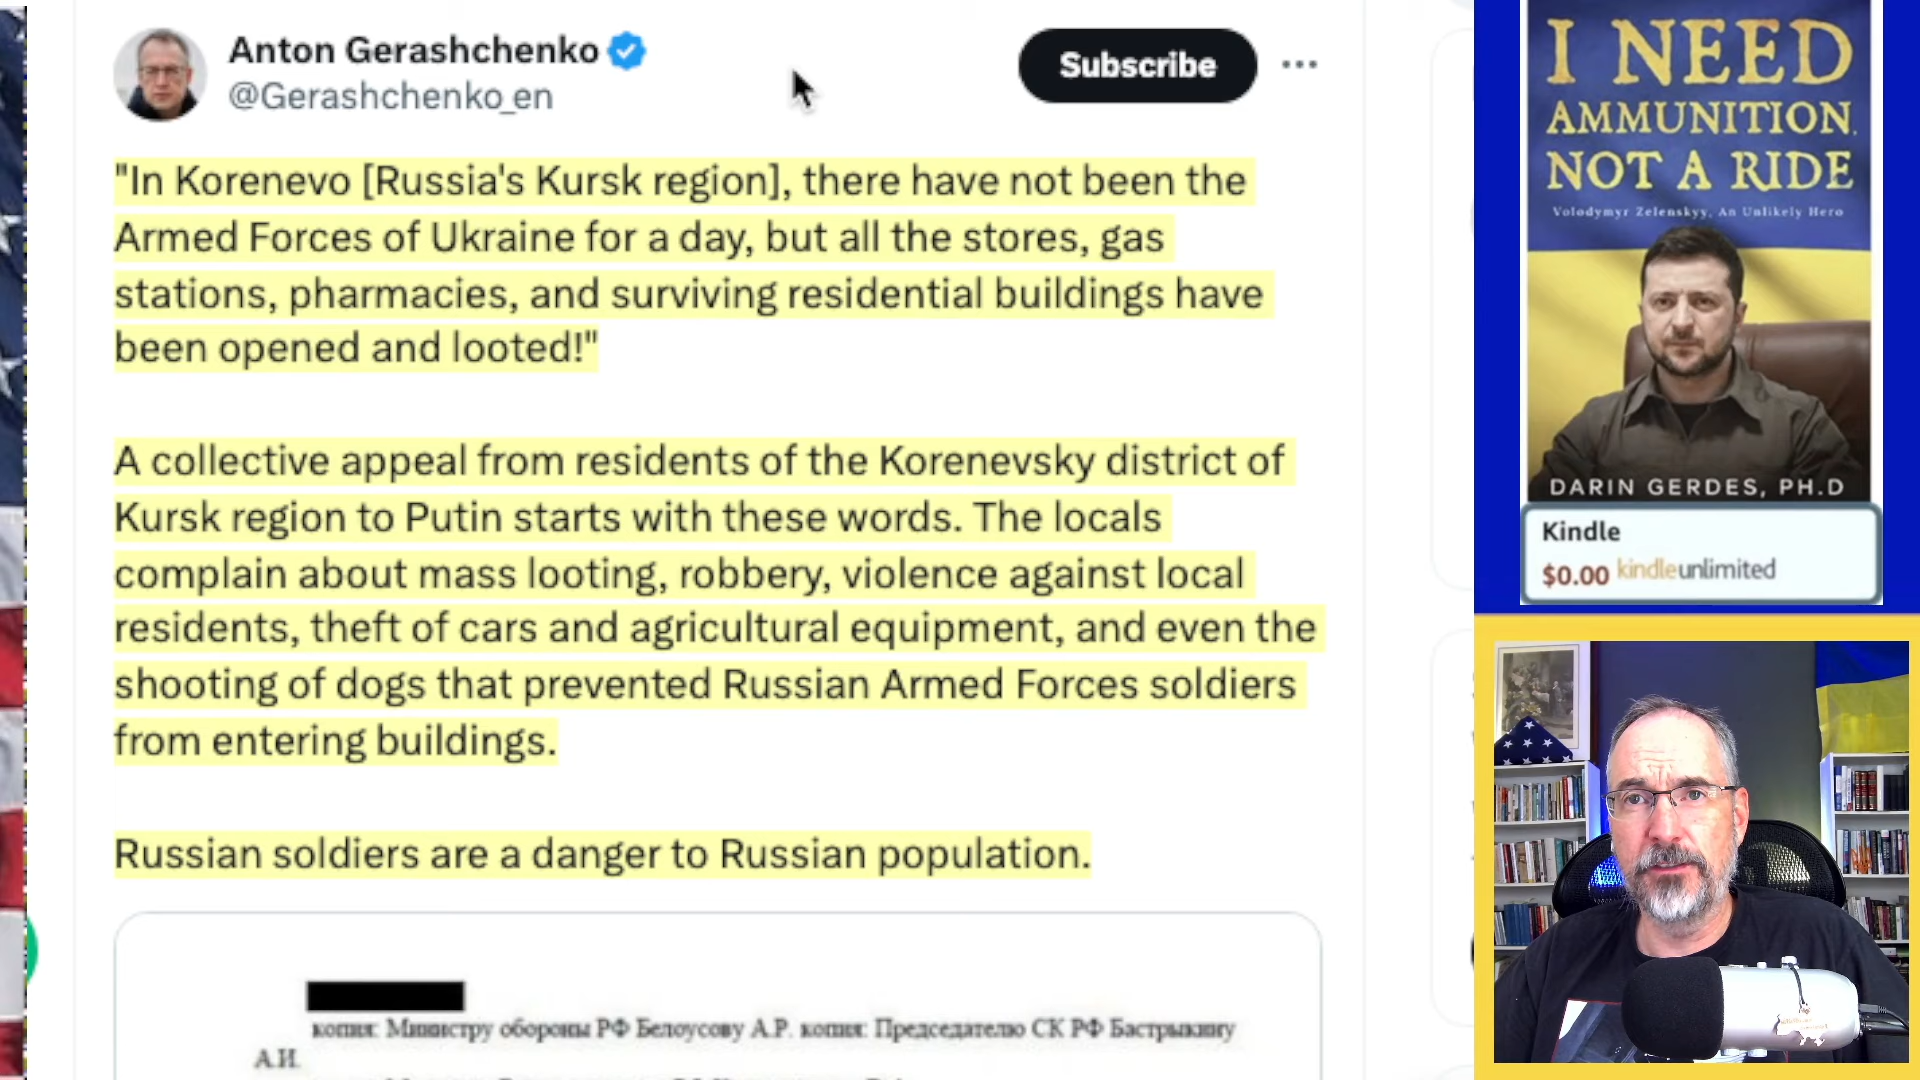 Anton Gerashchenko
@Gerashchenko_en
Subscribe
"In Korenevo [Russia's Kursk region], there have not been the
Armed Forces of Ukraine for a day, but all the stores, gas
stations, pharmacies, and surviving residential buildings have
been opened and looted!"
A collective appeal from residents of the Korenevsky district of
Kursk region to Putin starts with these words. The locals
complain about mass looting, robbery, violence against local
residents, theft of cars and agricultural equipment, and even the
shooting of dogs that prevented Russian Armed Forces soldiers
from entering buildings.
Russian soldiers are a danger to Russian population.
копия: Министру обороны РФ Белоусову А.Р. копия: Председателю СК РФ Бастрыкину
А.И.
I NEED
AMMUNITION,
NOT A RIDE
Volodymyr Zelenskyy, An Unlikely Hero
DARIN GERDES, PH.D
Kindle
$0.00 kindleunlimited